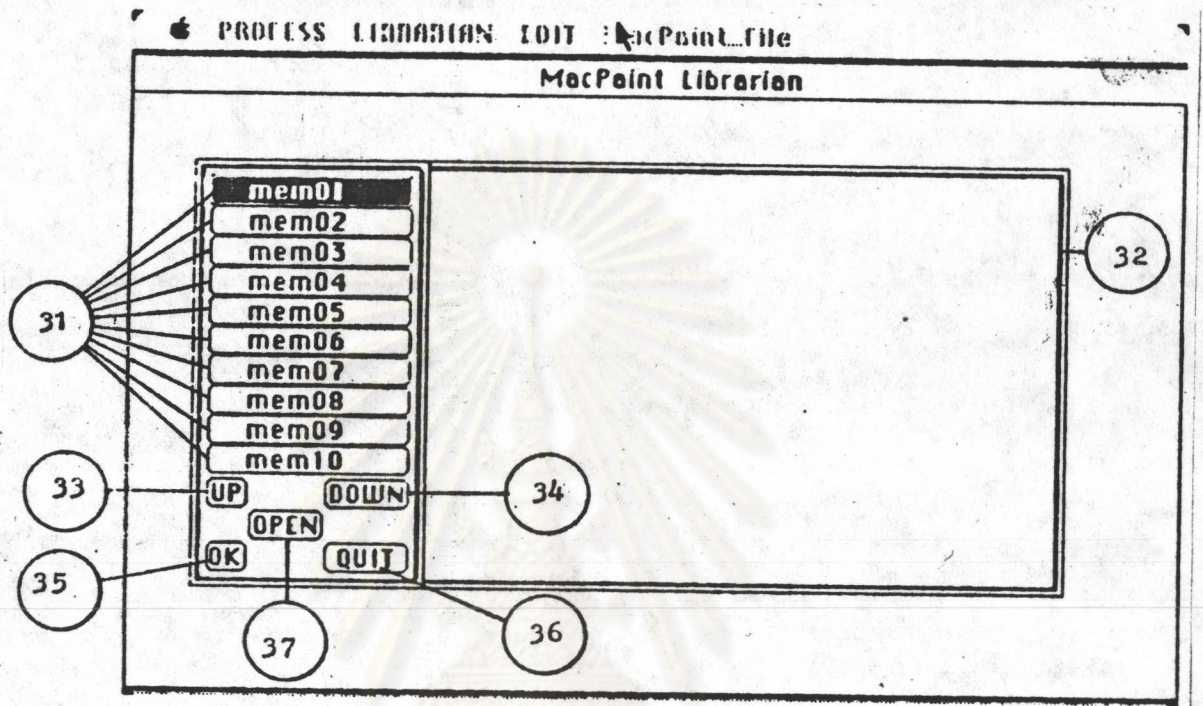 PROCESS LIBRARIAN EDIT MacPaint_file
MacPaint Librarian
mem01
mem02
mem03
mem04
mem05
mem06
mem07
mem08
mem09
mem10
UP DOWN
OPEN
OK QUIT
31
32
33
34
35
36
37